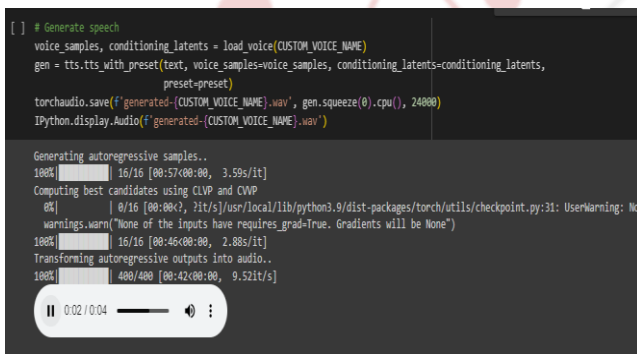 [ ] # Generate speech
voice_samples, conditioning_latents = load_voice(CUSTOM_VOICE_NAME)
gen = tts.tts_with_preset(text, voice_samples=voice_samples, conditioning_latents=conditioning_latents,
preset=preset)
torchaudio.save(f'generated-{CUSTOM_VOICE_NAME}.wav', gen.squeeze(0).cpu(), 24000)
IPython.display.Audio(f'generated-{CUSTOM_VOICE_NAME}.wav')
Generating autoregressive samples..
100%| | 16/16 [00:57<00:00, 3.59s/it]
Computing best candidates using CLVP and CVVP
0%| | 0/16 [00:00<?, ?it/s]/usr/local/lib/python3.9/dist-packages/torch/utils/checkpoint.py:31: UserWarning: No
warnings.warn("None of the inputs have requires_grad=True. Gradients will be None")
100%| | 16/16 [00:46<00:00, 2.88s/it]
Transforming autoregressive outputs into audio..
100%| | 400/400 [00:42<00:00, 9.52it/s]
0:02 / 0:04